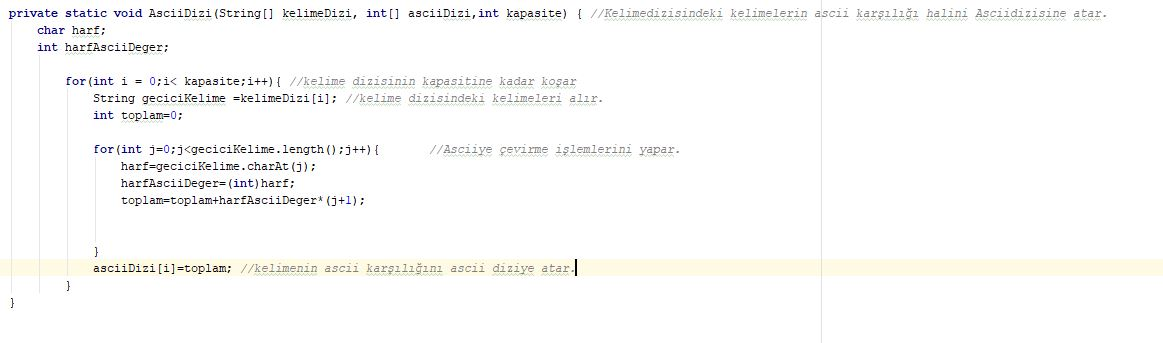 private static void AsciiDizi(String[] kelimeDizi, int[] asciiDizi,int kapasite) { //Kelimedizisindeki kelimelerin ascii karşılığı halini Asciidizisine atar.
char harf;
int harfAsciiDeger;
for(int i = 0;i< kapasite;i++){ //kelime dizisinin kapasitine kadar koşar
String geciciKelime =kelimeDizi[i]; //kelime dizisindeki kelimeleri alır.
int toplam=0;
for(int j=0;j<geciciKelime.length();j++){ //Asciiye çevirme işlemlerini yapar.
harf=geciciKelime.charAt(j);
harfAsciiDeger=(int)harf;
toplam=toplam+harfAsciiDeger*(j+1);
}
asciiDizi[i]=toplam; //kelimenin ascii karşılığını ascii diziye atar.
}
}